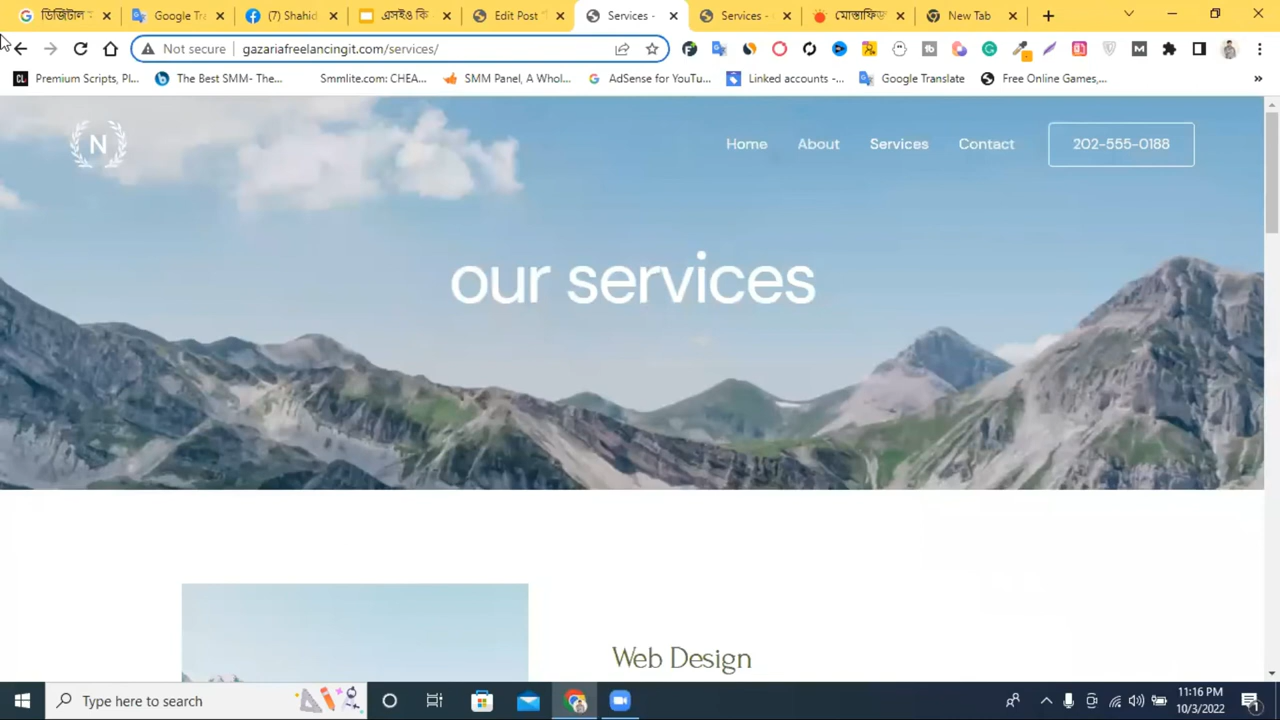 ডিজিটাল
Google Tra
(7) Shahid
এসইও কি
Edit Post "
Services -
Services -
মোস্তাফিজ
New Tab
Not secure
gazariafreelancingit.com/services/
Premium Scripts, Pl...
The Best SMM- The...
Smmlite.com: CHEA...
SMM Panel, A Whol...
AdSense for YouTu...
Linked accounts -...
Google Translate
Free Online Games,...
N
Home
About
Services
Contact
202-555-0188
our services
Web Design
Type here to search
11:16 PM
10/3/2022